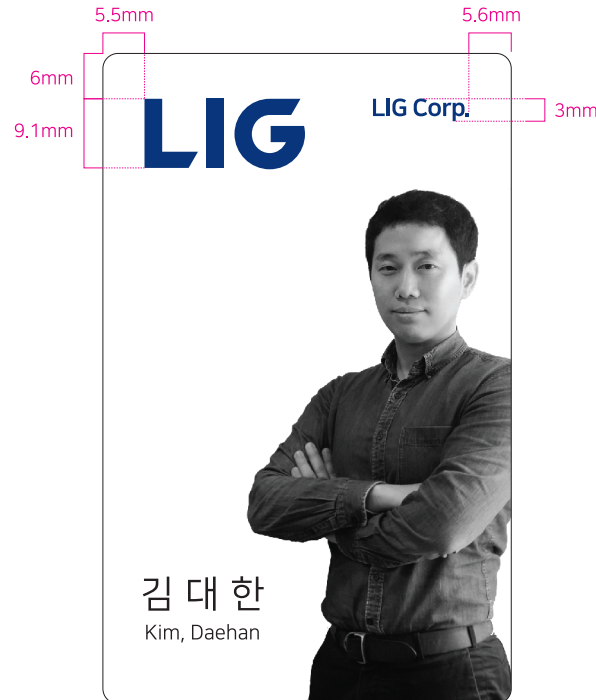 5.5mm
5.6mm
6mm
9.1mm
LIG
LIG Corp.
3mm
김 대 한
Kim, Daehan